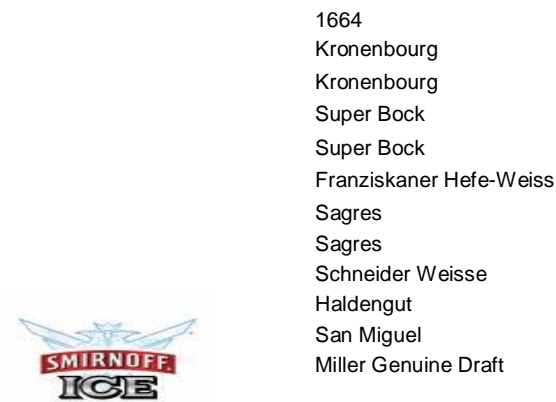 1664
Kronenbourg
Kronenbourg
Super Bock
Super Bock
Franziskaner Hefe-Weiss
Sagres
Sagres
Schneider Weisse
Haldengut
San Miguel
Miller Genuine Draft
SMIRNOFF
ICE